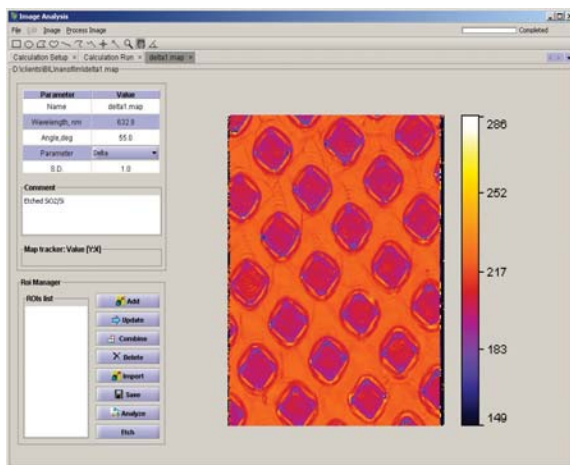 Image Analysis
File Edit Image Process Image
Completed
Calculation Setup × Calculation Run × delta1.map ×
D:\clients\BIL\nanofilm\delta1.map
Parameter Value
Name delta1.map
Wavelength, nm 632.8
Angle,deg 55.0
Parameter Delta
S.D. 1.0
Comment
Etched SiO2/Si
Map tracker: Value [Y:X]
Roi Manager
ROIs list
Add
Update
Combine
Delete
Import
Save
Analyze
Etch
286
252
217
183
149